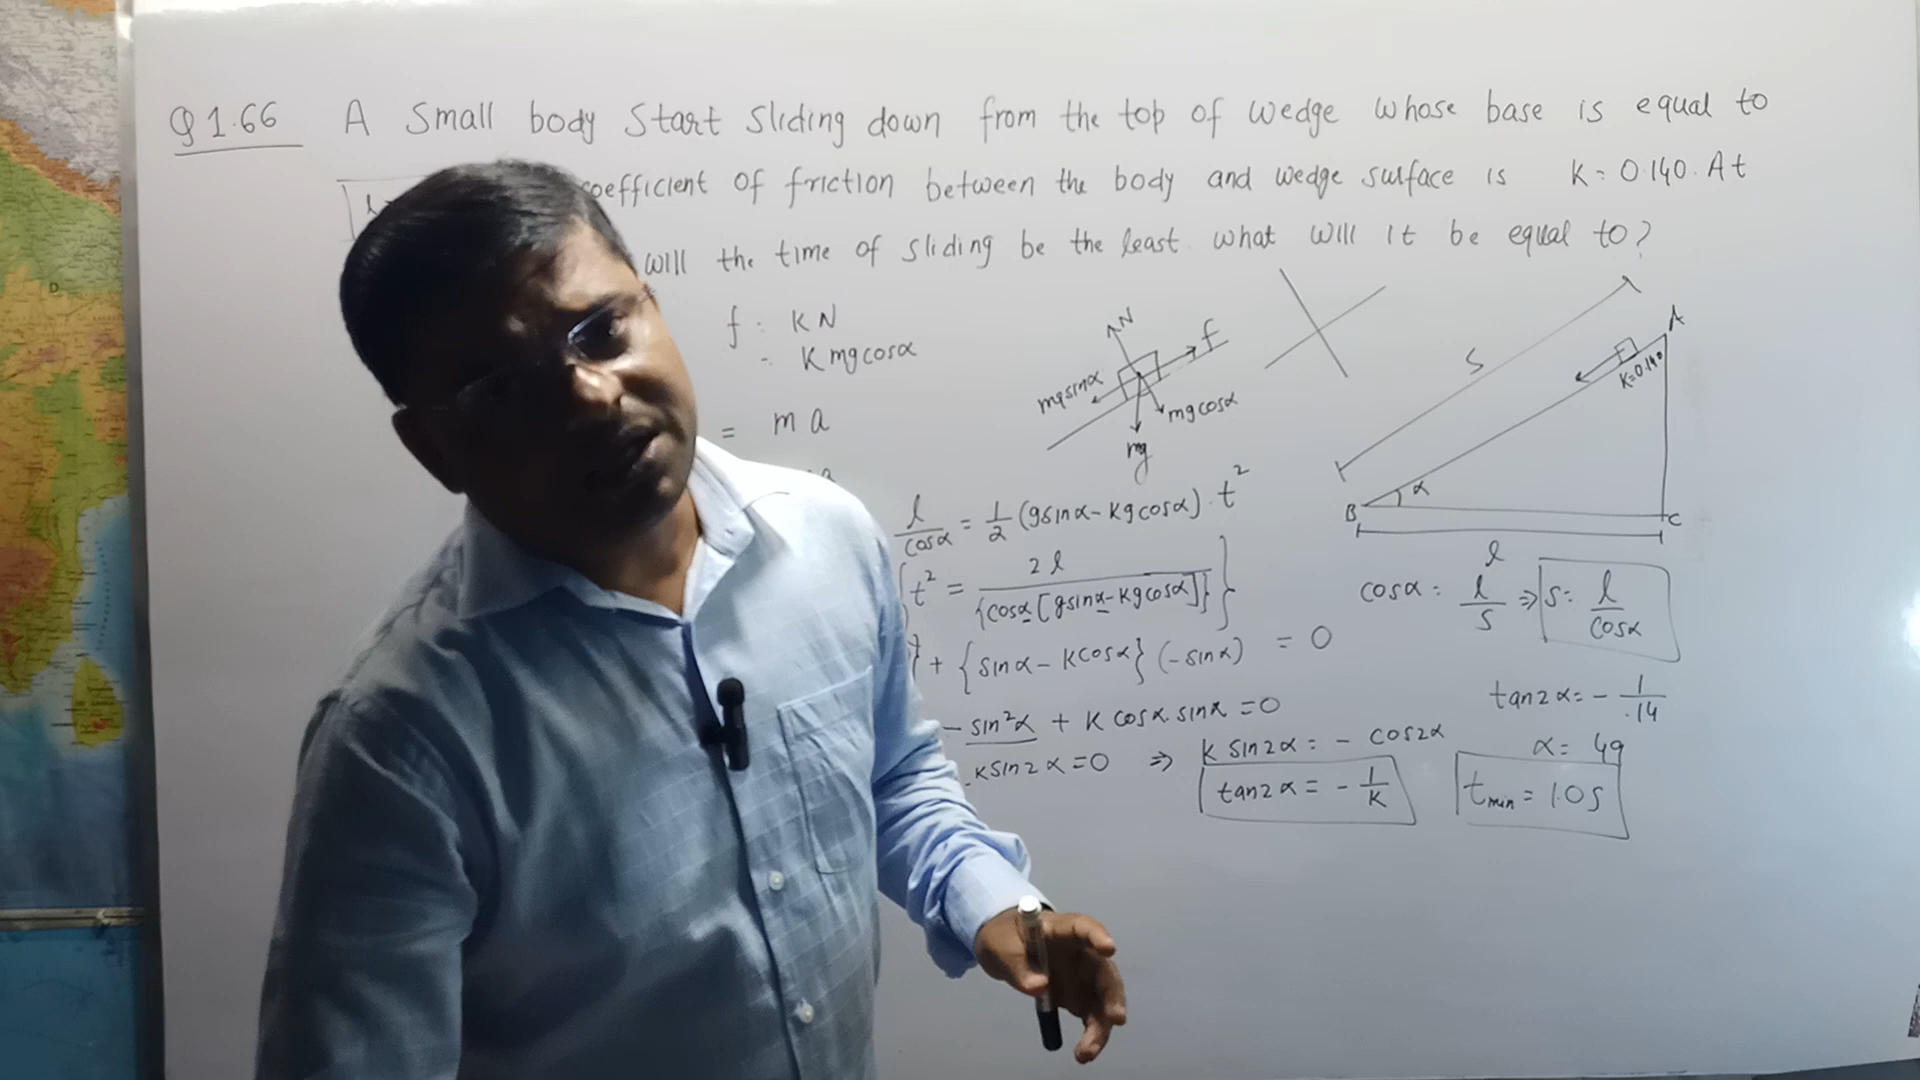 Q 1.66 A small body start sliding down from the top of wedge whose base is equal to
coefficient of friction between the body and wedge surface is K = 0.140. At
will the time of sliding be the least. what will it be equal to?
f = KN
= K mg cosα
= ma
N
f
mg sinα
mg cosα
mg
S
A
K=0.140
B
α
C
l
l/cosα = 1/2 (g sinα - Kg cosα) . t²
{t² = 2l / {cosα [g sinα - Kg cosα]}}
cosα = l/S ⇒ S = l/cosα
} + {sinα - K cosα} (-sinα) = 0
- sin²α + K cosα. sinα = 0
K sin2α = 0 ⇒ K sin2α = - cos2α
tan2α = - 1/K
tan2α = - 1/.14
α = 49
t min = 1.0s